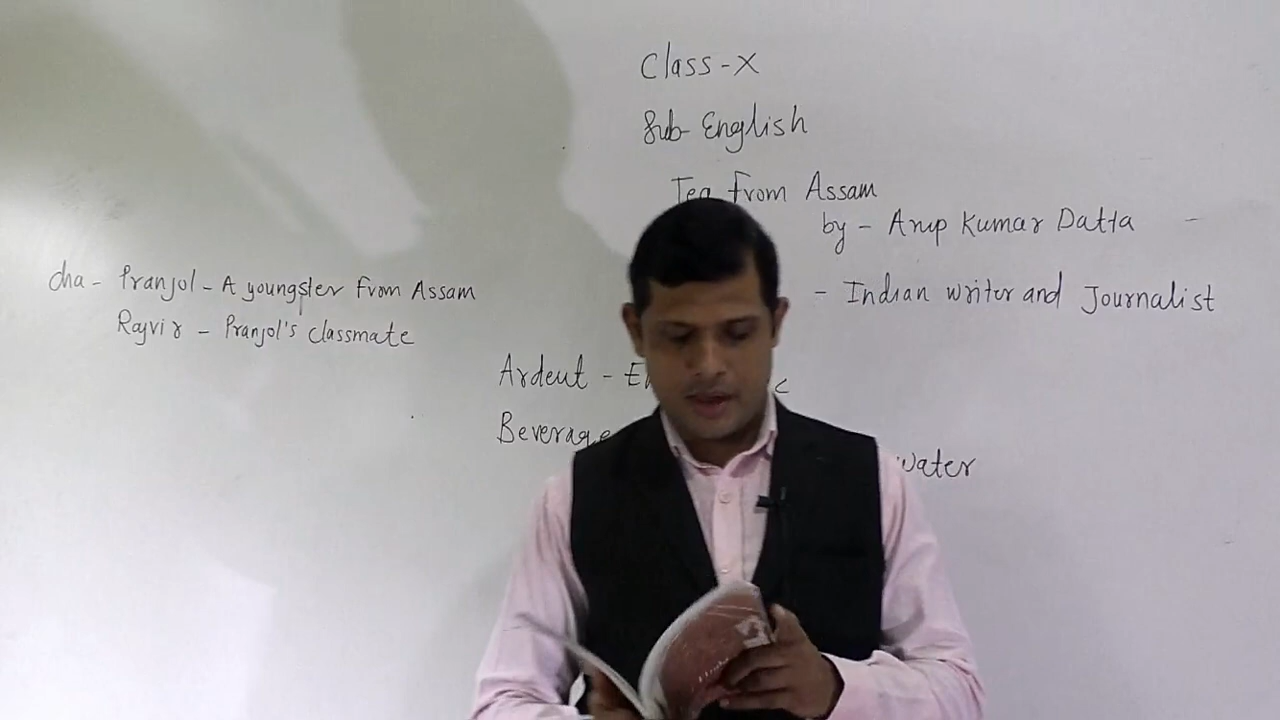 Class - X
Sub- English
Tea from Assam
by - Arup Kumar Datta
- Indian writer and Journalist
cha - Pranjol - A youngster from Assam
Rajvir - Pranjol's classmate
Ardeut -
Beverage
water